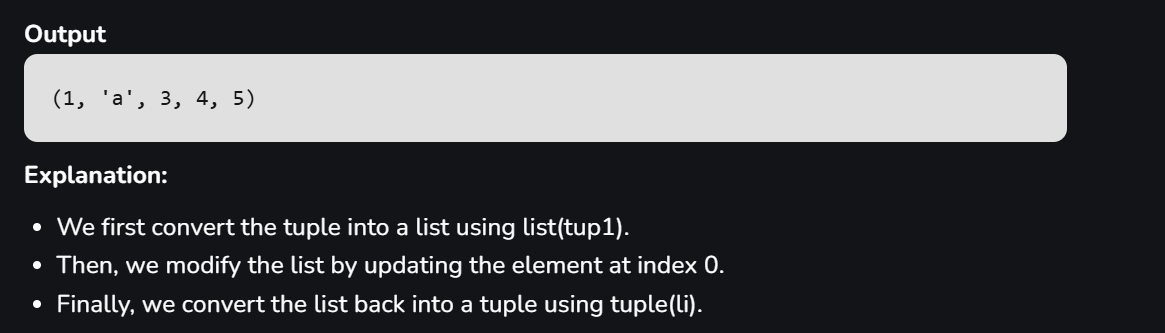 Output
(1, 'a', 3, 4, 5)
Explanation:
We first convert the tuple into a list using list(tup1).
Then, we modify the list by updating the element at index 0.
Finally, we convert the list back into a tuple using tuple(li).